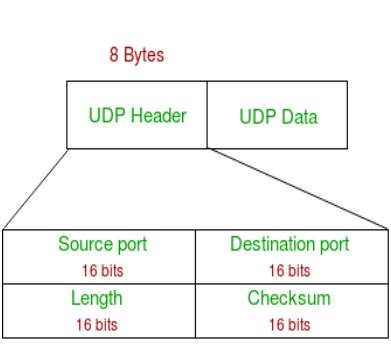 8 Bytes
UDP Header UDP Data
Source port Destination port
16 bits 16 bits
Length Checksum
16 bits 16 bits